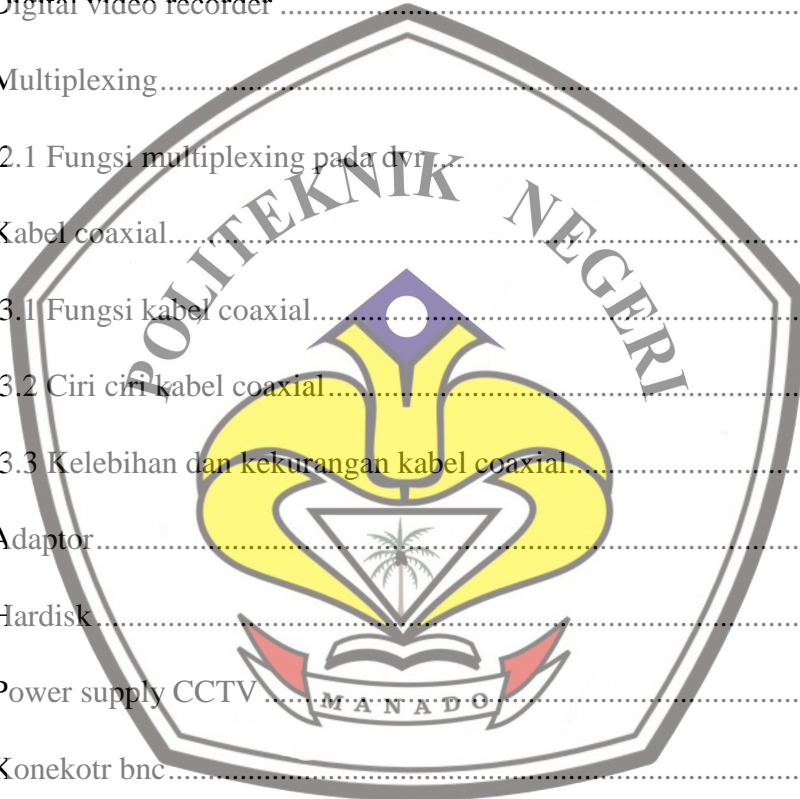 Digital video recorder ........................................................
Multiplexing........................................................
2.1 Fungsi multiplexing pada dvr........................................................
Kabel coaxial........................................................
3.1 Fungsi kabel coaxial........................................................
3.2 Ciri ciri kabel coaxial........................................................
3.3 Kelebihan dan kekurangan kabel coaxial........................................................
Adaptor........................................................
Hardisk........................................................
Power supply CCTV ........................................................
Konekotr bnc........................................................
POLITEKNIK NEGERI
MANADO